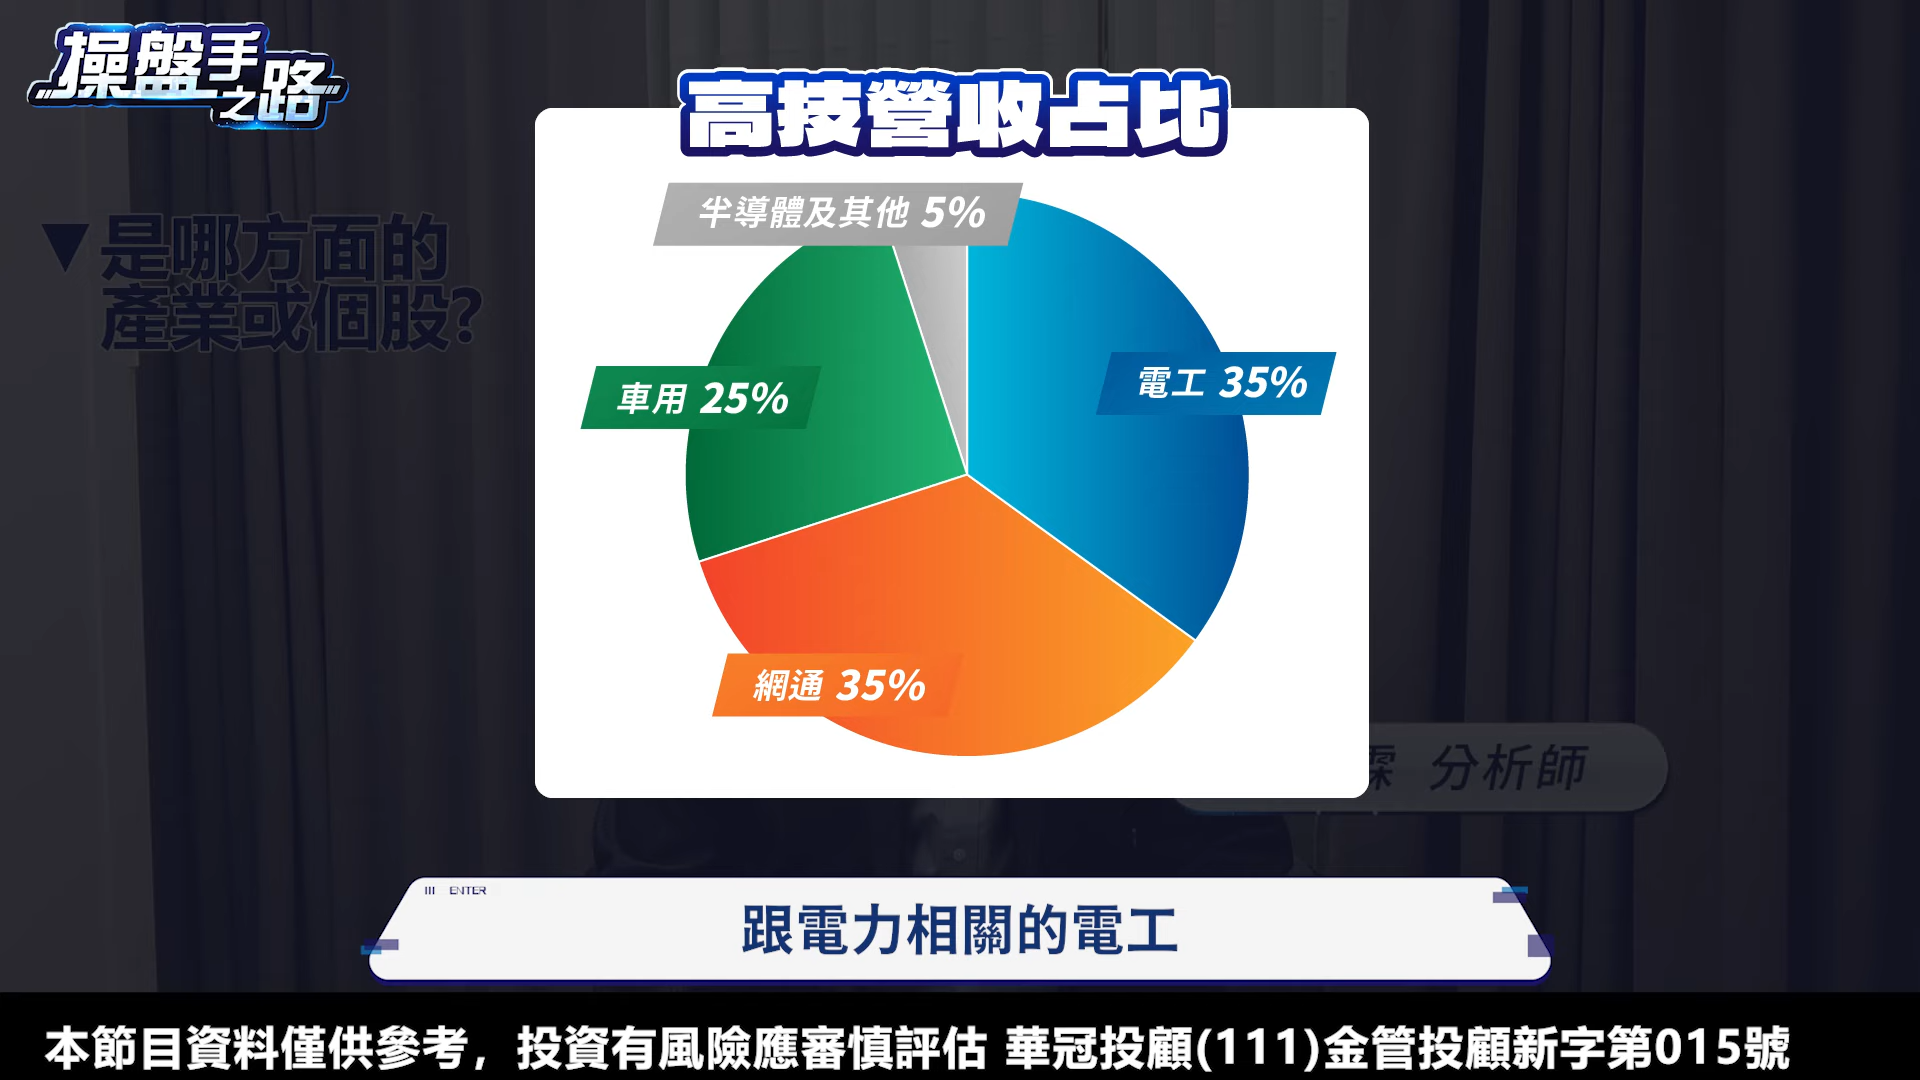 操盤手之路
高技營收占比
半導體及其他 5%
是哪方面的
產業或個股?
車用 25%
電工 35%
網通 35%
霖 分析師
III ENTER
跟電力相關的電工
本節目資料僅供參考，投資有風險應審慎評估 華冠投顧(111)金管投顧新字第015號